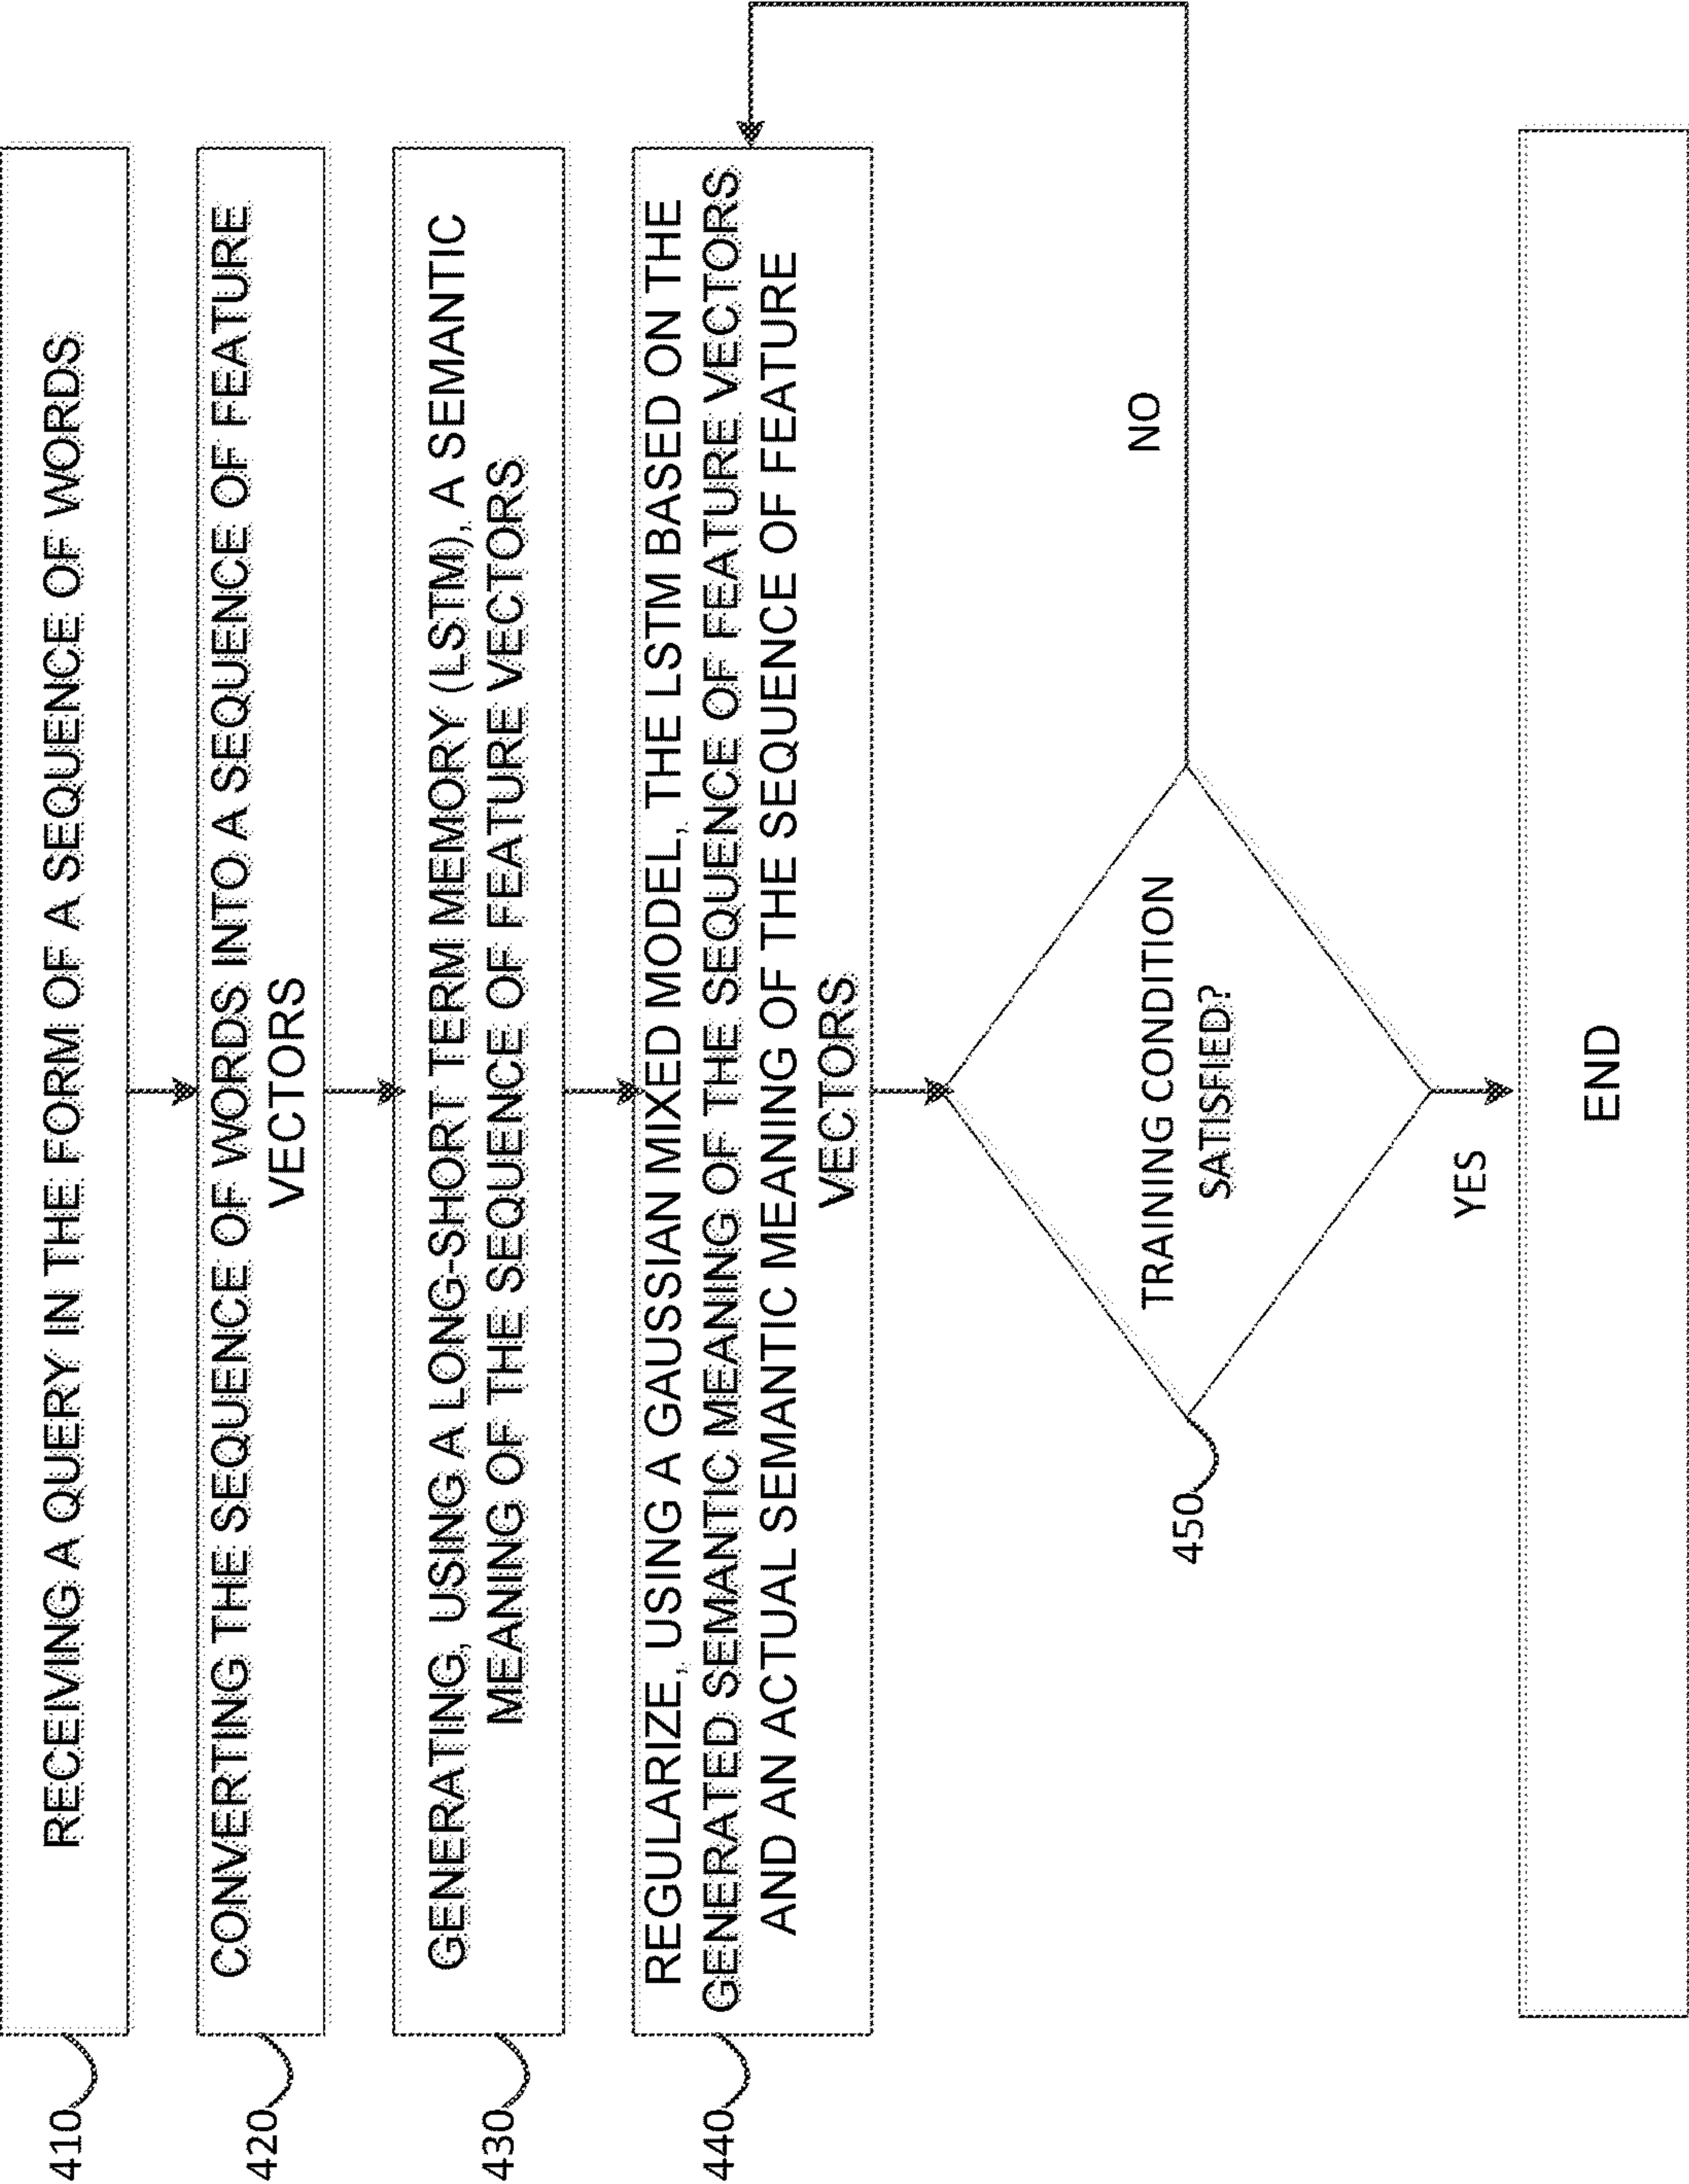 410
RECEIVING A QUERY IN THE FORM OF A SEQUENCE OF WORDS
420
CONVERTING THE SEQUENCE OF WORDS INTO A SEQUENCE OF FEATURE
VECTORS
430
GENERATING, USING A LONG-SHORT TERM MEMORY (LSTM), A SEMANTIC
MEANING OF THE SEQUENCE OF FEATURE VECTORS
440
REGULARIZE, USING A GAUSSIAN MIXED MODEL, THE LSTM BASED ON THE
GENERATED SEMANTIC MEANING OF THE SEQUENCE OF FEATURE VECTORS
AND AN ACTUAL SEMANTIC MEANING OF THE SEQUENCE OF FEATURE
VECTORS
450
TRAINING CONDITION
SATISFIED?
NO
YES
END